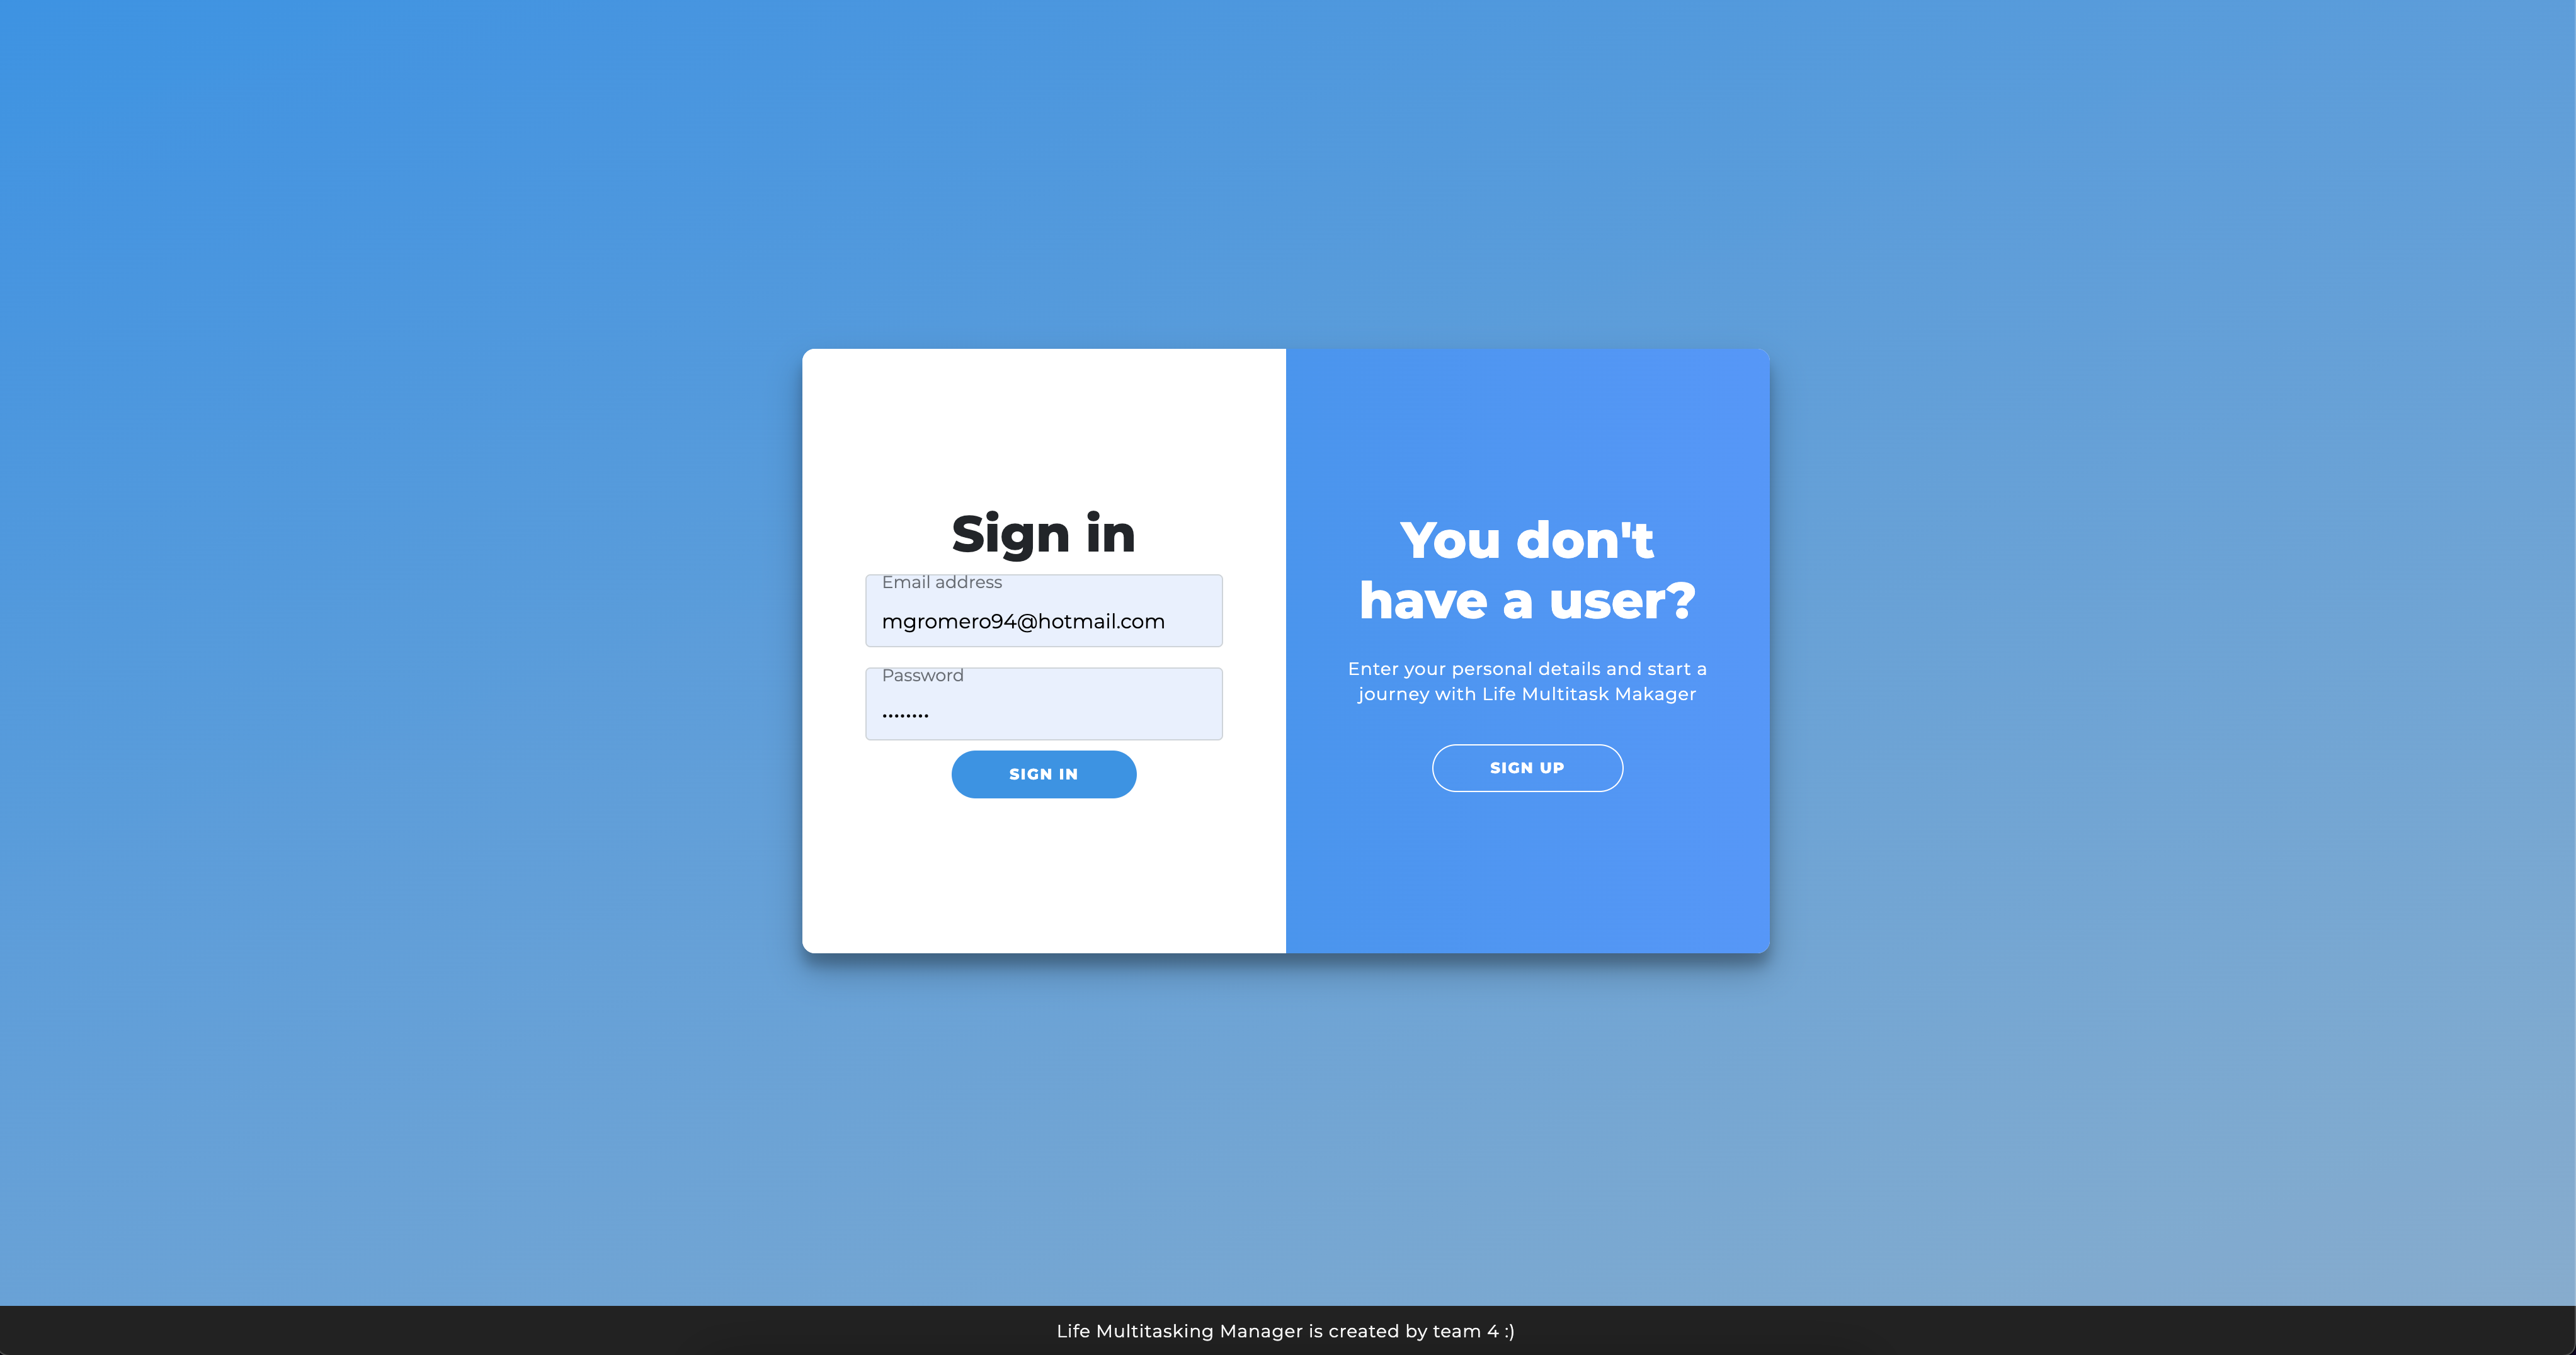 Sign in
Email address
mgromero94@hotmail.com
Password
••••••••
SIGN IN
You don't
have a user?
Enter your personal details and start a
journey with Life Multitask Makager
SIGN UP
Life Multitasking Manager is created by team 4 :)